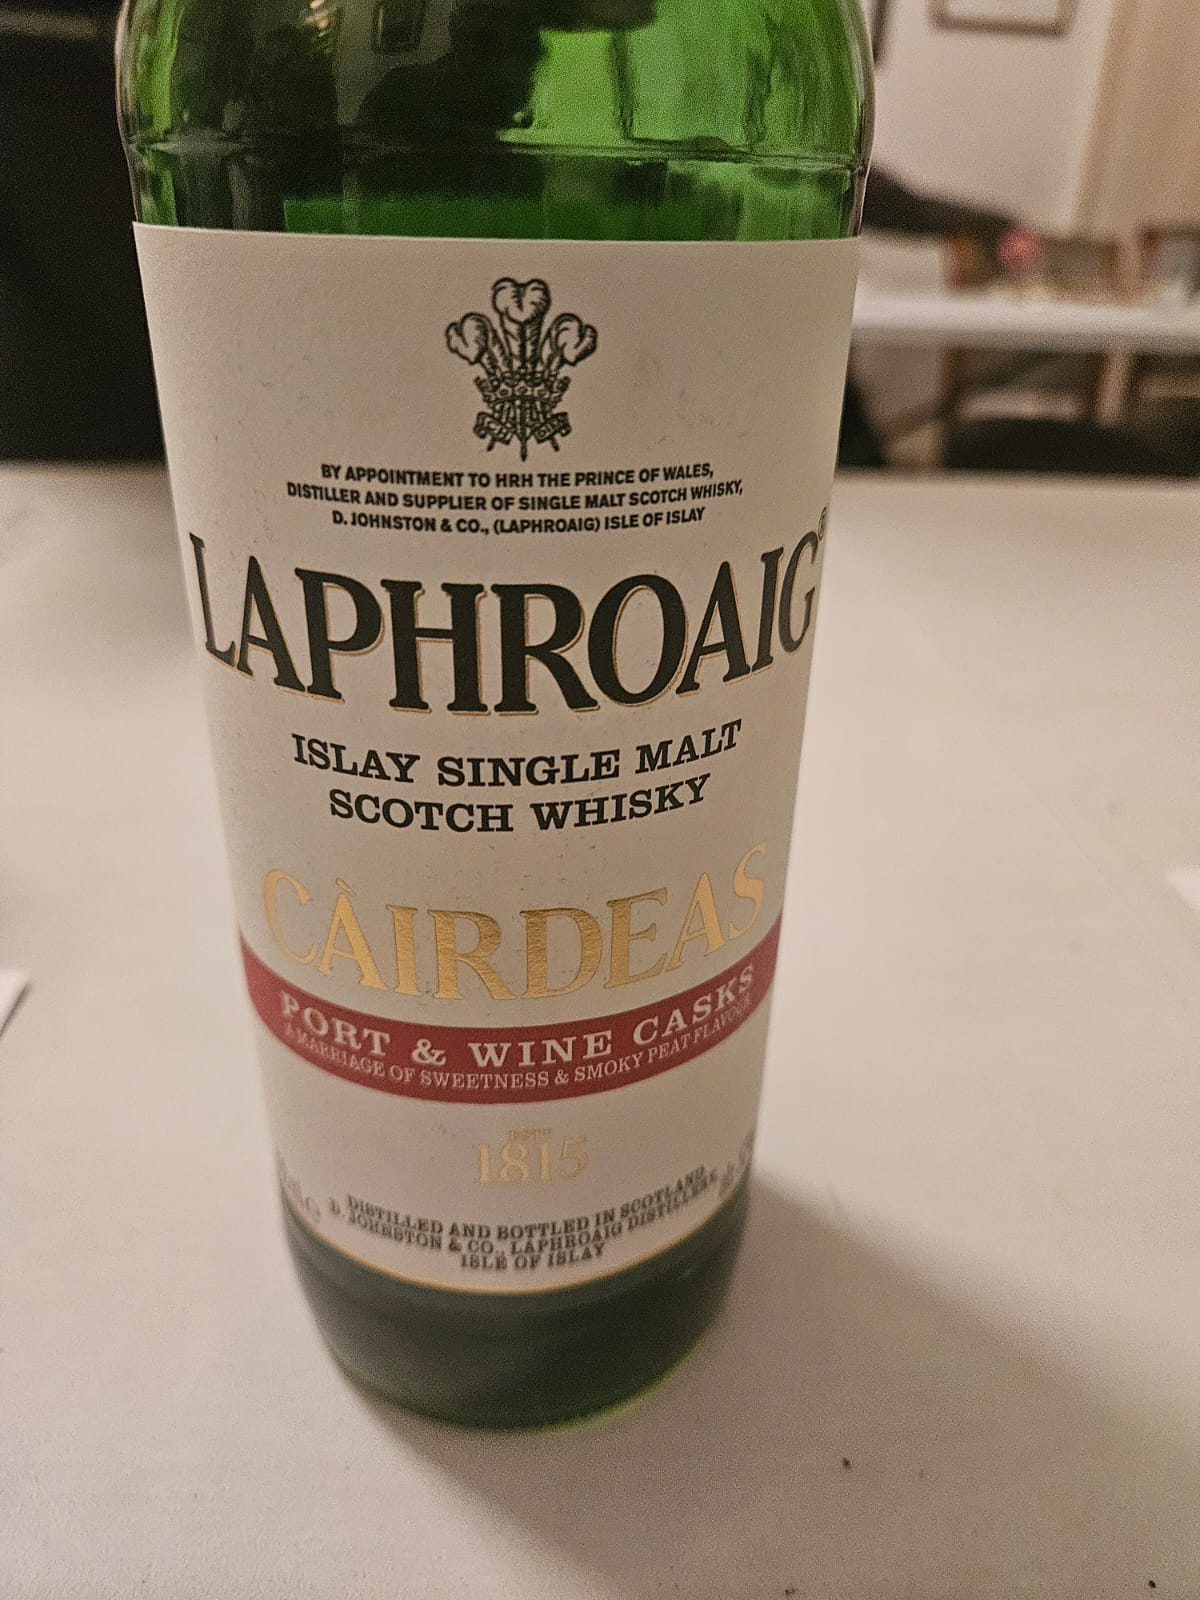 BY APPOINTMENT TO HRH THE PRINCE OF WALES,
DISTILLER AND SUPPLIER OF SINGLE MALT SCOTCH WHISKY,
D. JOHNSTON & CO., (LAPHROAIG) ISLE OF ISLAY
LAPHROAIG®
ISLAY SINGLE MALT
SCOTCH WHISKY
CÀIRDEAS
PORT & WINE CASKS
A MARRIAGE OF SWEETNESS & SMOKY PEAT FLAVOUR
ESTD
1815
DISTILLED AND BOTTLED IN SCOTLAND
D. JOHNSTON & CO., LAPHROAIG DISTILLERY,
ISLE OF ISLAY